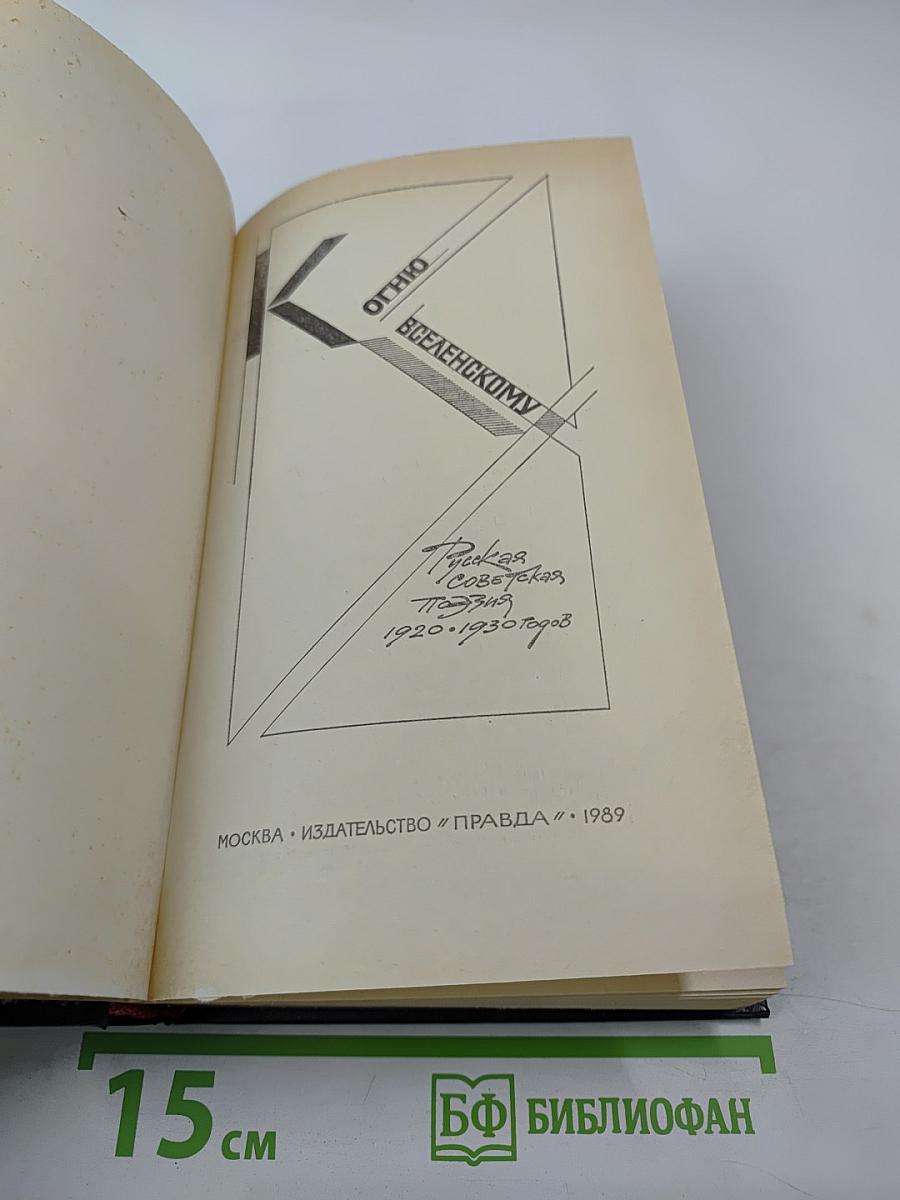 К
ОГНЮ
ВСЕЛЕНСКОМУ
Русская
советская
поэзия
1920•1930 годов
МОСКВА • ИЗДАТЕЛЬСТВО "ПРАВДА" • 1989
15 см
БФ БИБЛИОФАН